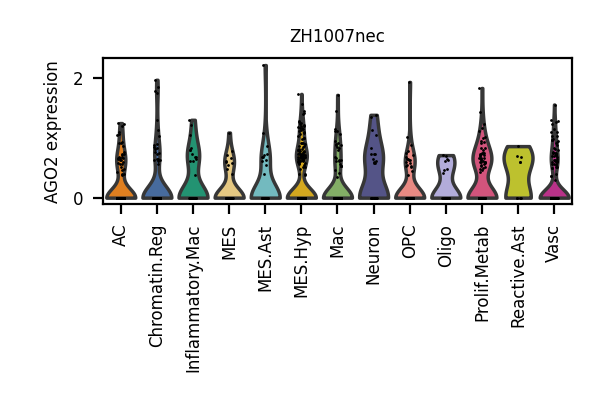 ZH1007nec
AGO2 expression
2
0
AC
Chromatin.Reg
Inflammatory.Mac
MES
MES.Ast
MES.Hyp
Mac
Neuron
OPC
Oligo
Prolif.Metab
Reactive.Ast
Vasc